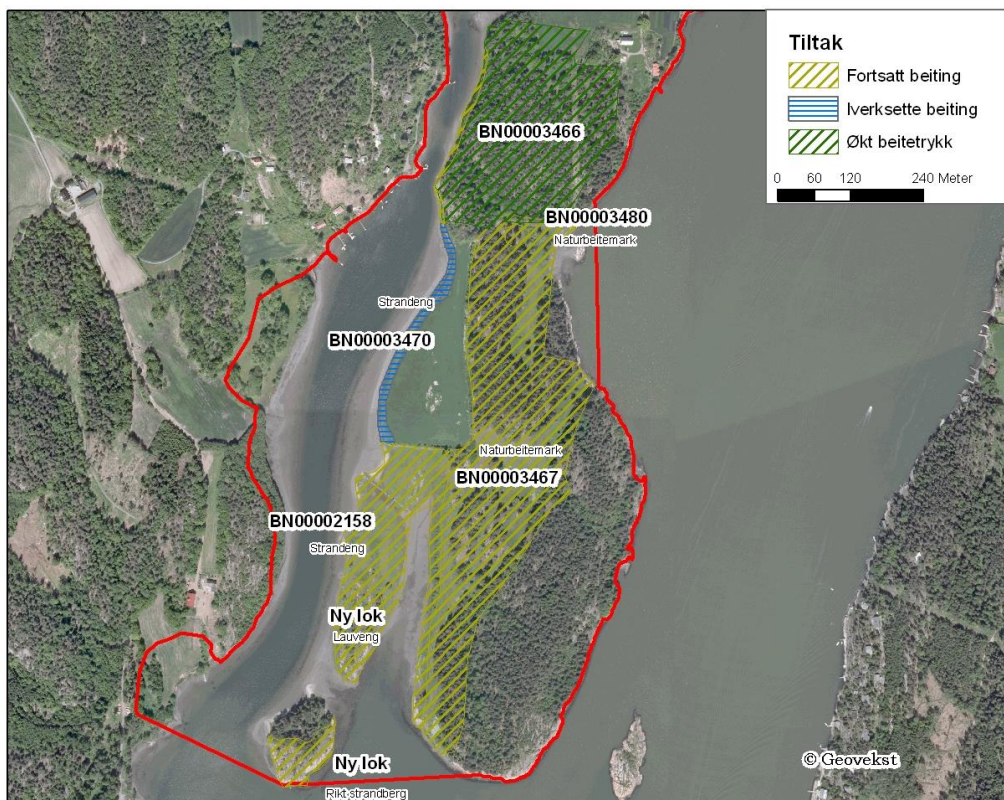 Tiltak
Fortsatt beiting
Iverksette beiting
Økt beitetrykk
0 60 120 240 Meter
BN00003466
BN00003480
Naturbeitemark
Strandeng
BN00003470
Naturbeitemark
BN00003467
BN00002158
Strandeng
Ny lok
Lauveng
Ny lok
Rikt strandberg
© Geovekst